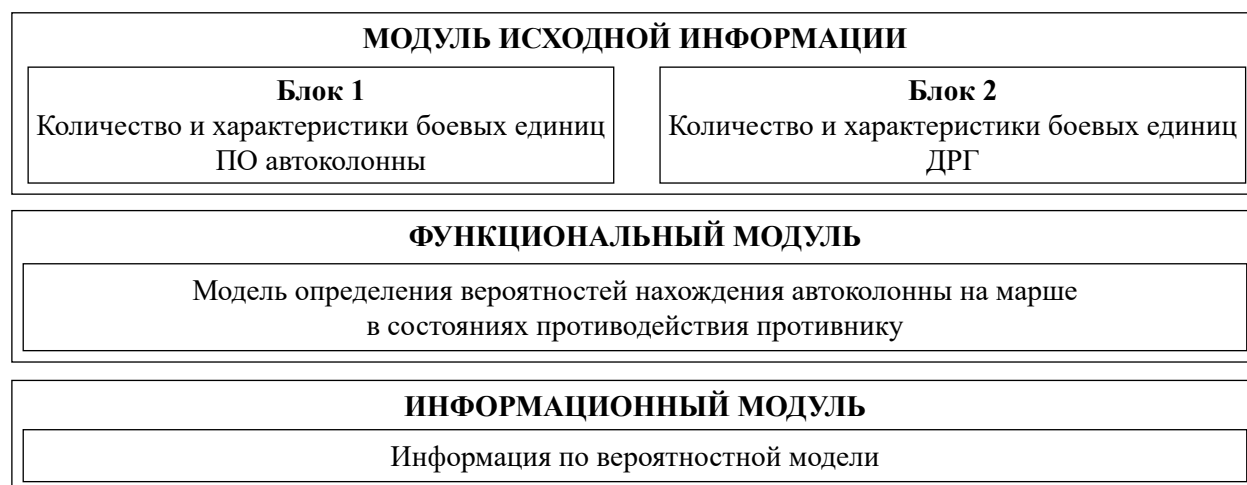 МОДУЛЬ ИСХОДНОЙ ИНФОРМАЦИИ
Блок 1
Количество и характеристики боевых единиц
ПО автоколонны
Блок 2
Количество и характеристики боевых единиц
ДРГ
ФУНКЦИОНАЛЬНЫЙ МОДУЛЬ
Модель определения вероятностей нахождения автоколонны на марше
в состояниях противодействия противнику
ИНФОРМАЦИОННЫЙ МОДУЛЬ
Информация по вероятностной модели